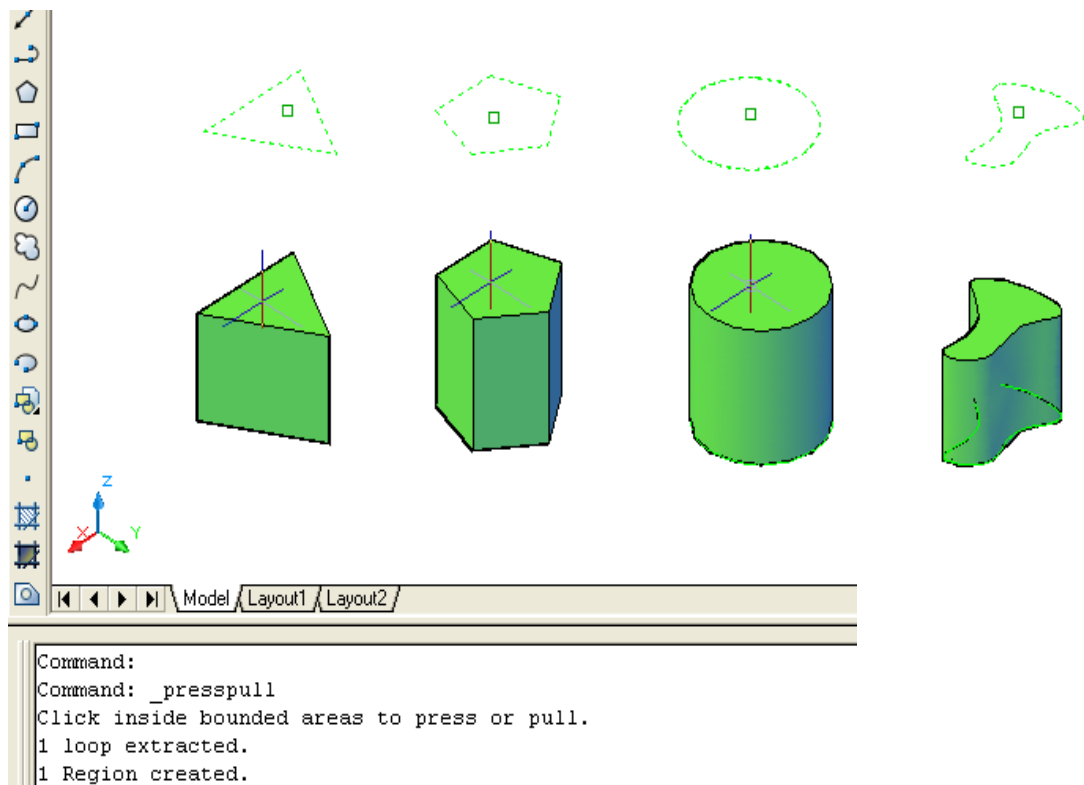 Z
X
Y
Model Layout1 Layout2
Command:
Command: _presspull
Click inside bounded areas to press or pull.
1 loop extracted.
1 Region created.